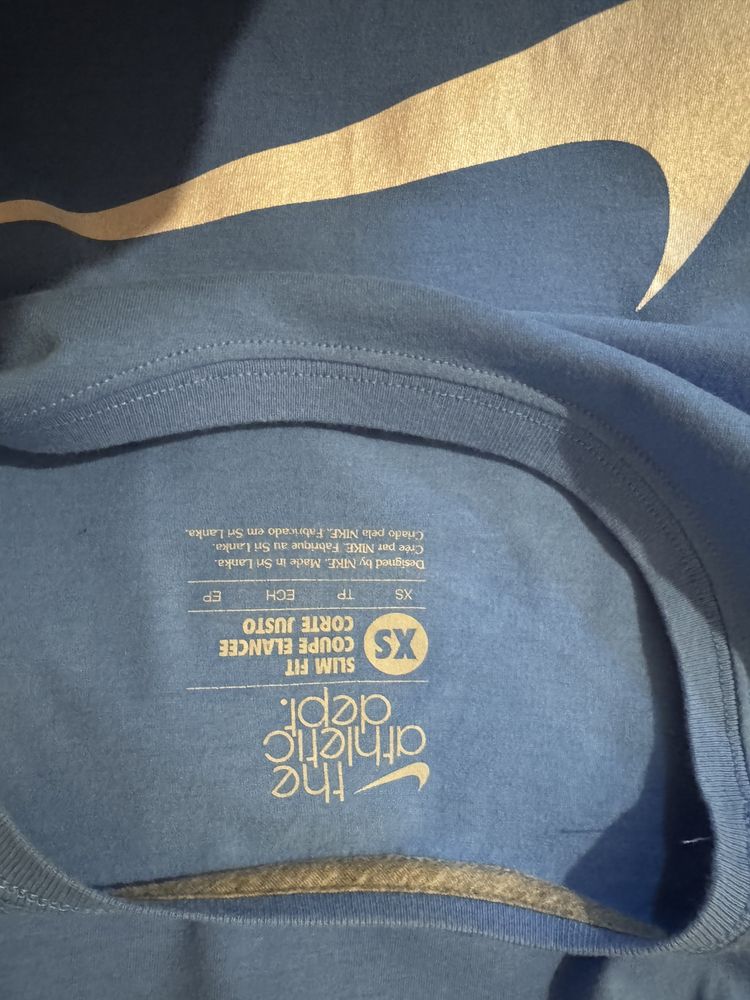 the
athletic
dept.
XS
SLIM FIT
COUPE ELANCEE
CORTE JUSTO
XS TP ECH EP
Designed by NIKE. Made in Sri Lanka.
Crée par NIKE. Fabrique au Sri Lanka.
Criado pela NIKE. Fabricado em Sri Lanka.